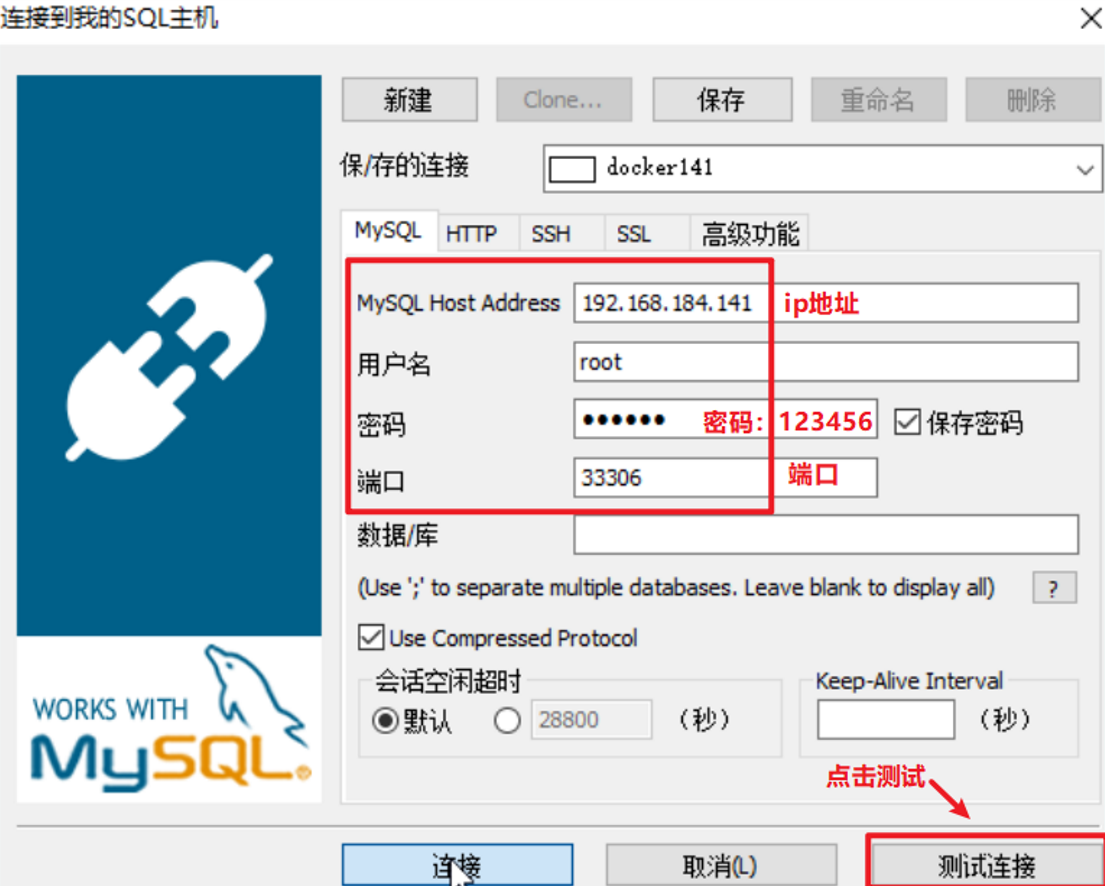 连接到我的SQL主机
新建 Clone... 保存 重命名 删除
保/存的连接 docker141
MySQL HTTP SSH SSL 高级功能
MySQL Host Address 192.168.184.141 ip地址
用户名 root
密码 •••••• 密码：123456 保存密码
端口 33306 端口
数据/库
(Use ';' to separate multiple databases. Leave blank to display all) ?
Use Compressed Protocol
会话空闲超时 Keep-Alive Interval
默认 28800 (秒) (秒)
WORKS WITH
MySQL
点击测试
连接 取消(L) 测试连接